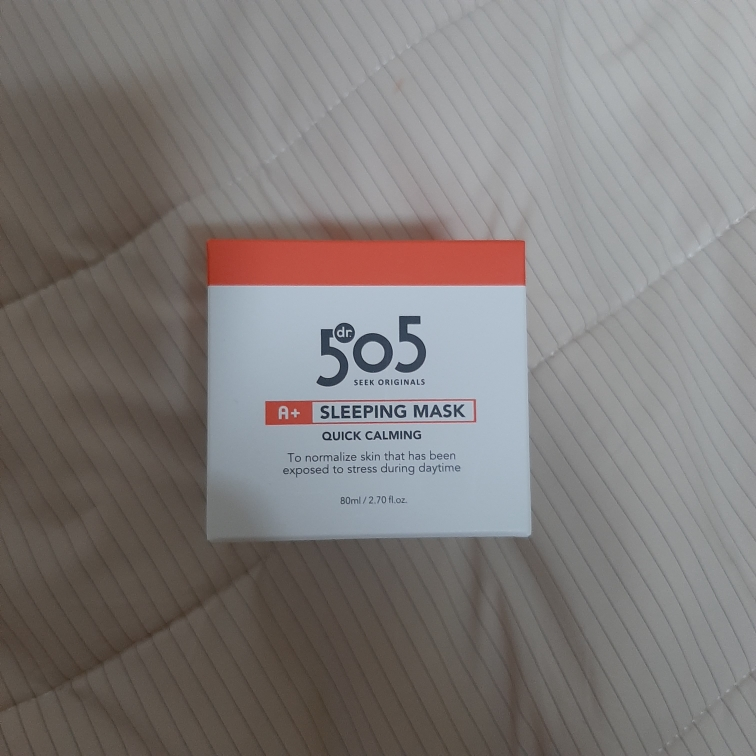 dr.
505
SEEK ORIGINALS
A+ SLEEPING MASK
QUICK CALMING
To normalize skin that has been
exposed to stress during daytime
80ml / 2.70 fl.oz.